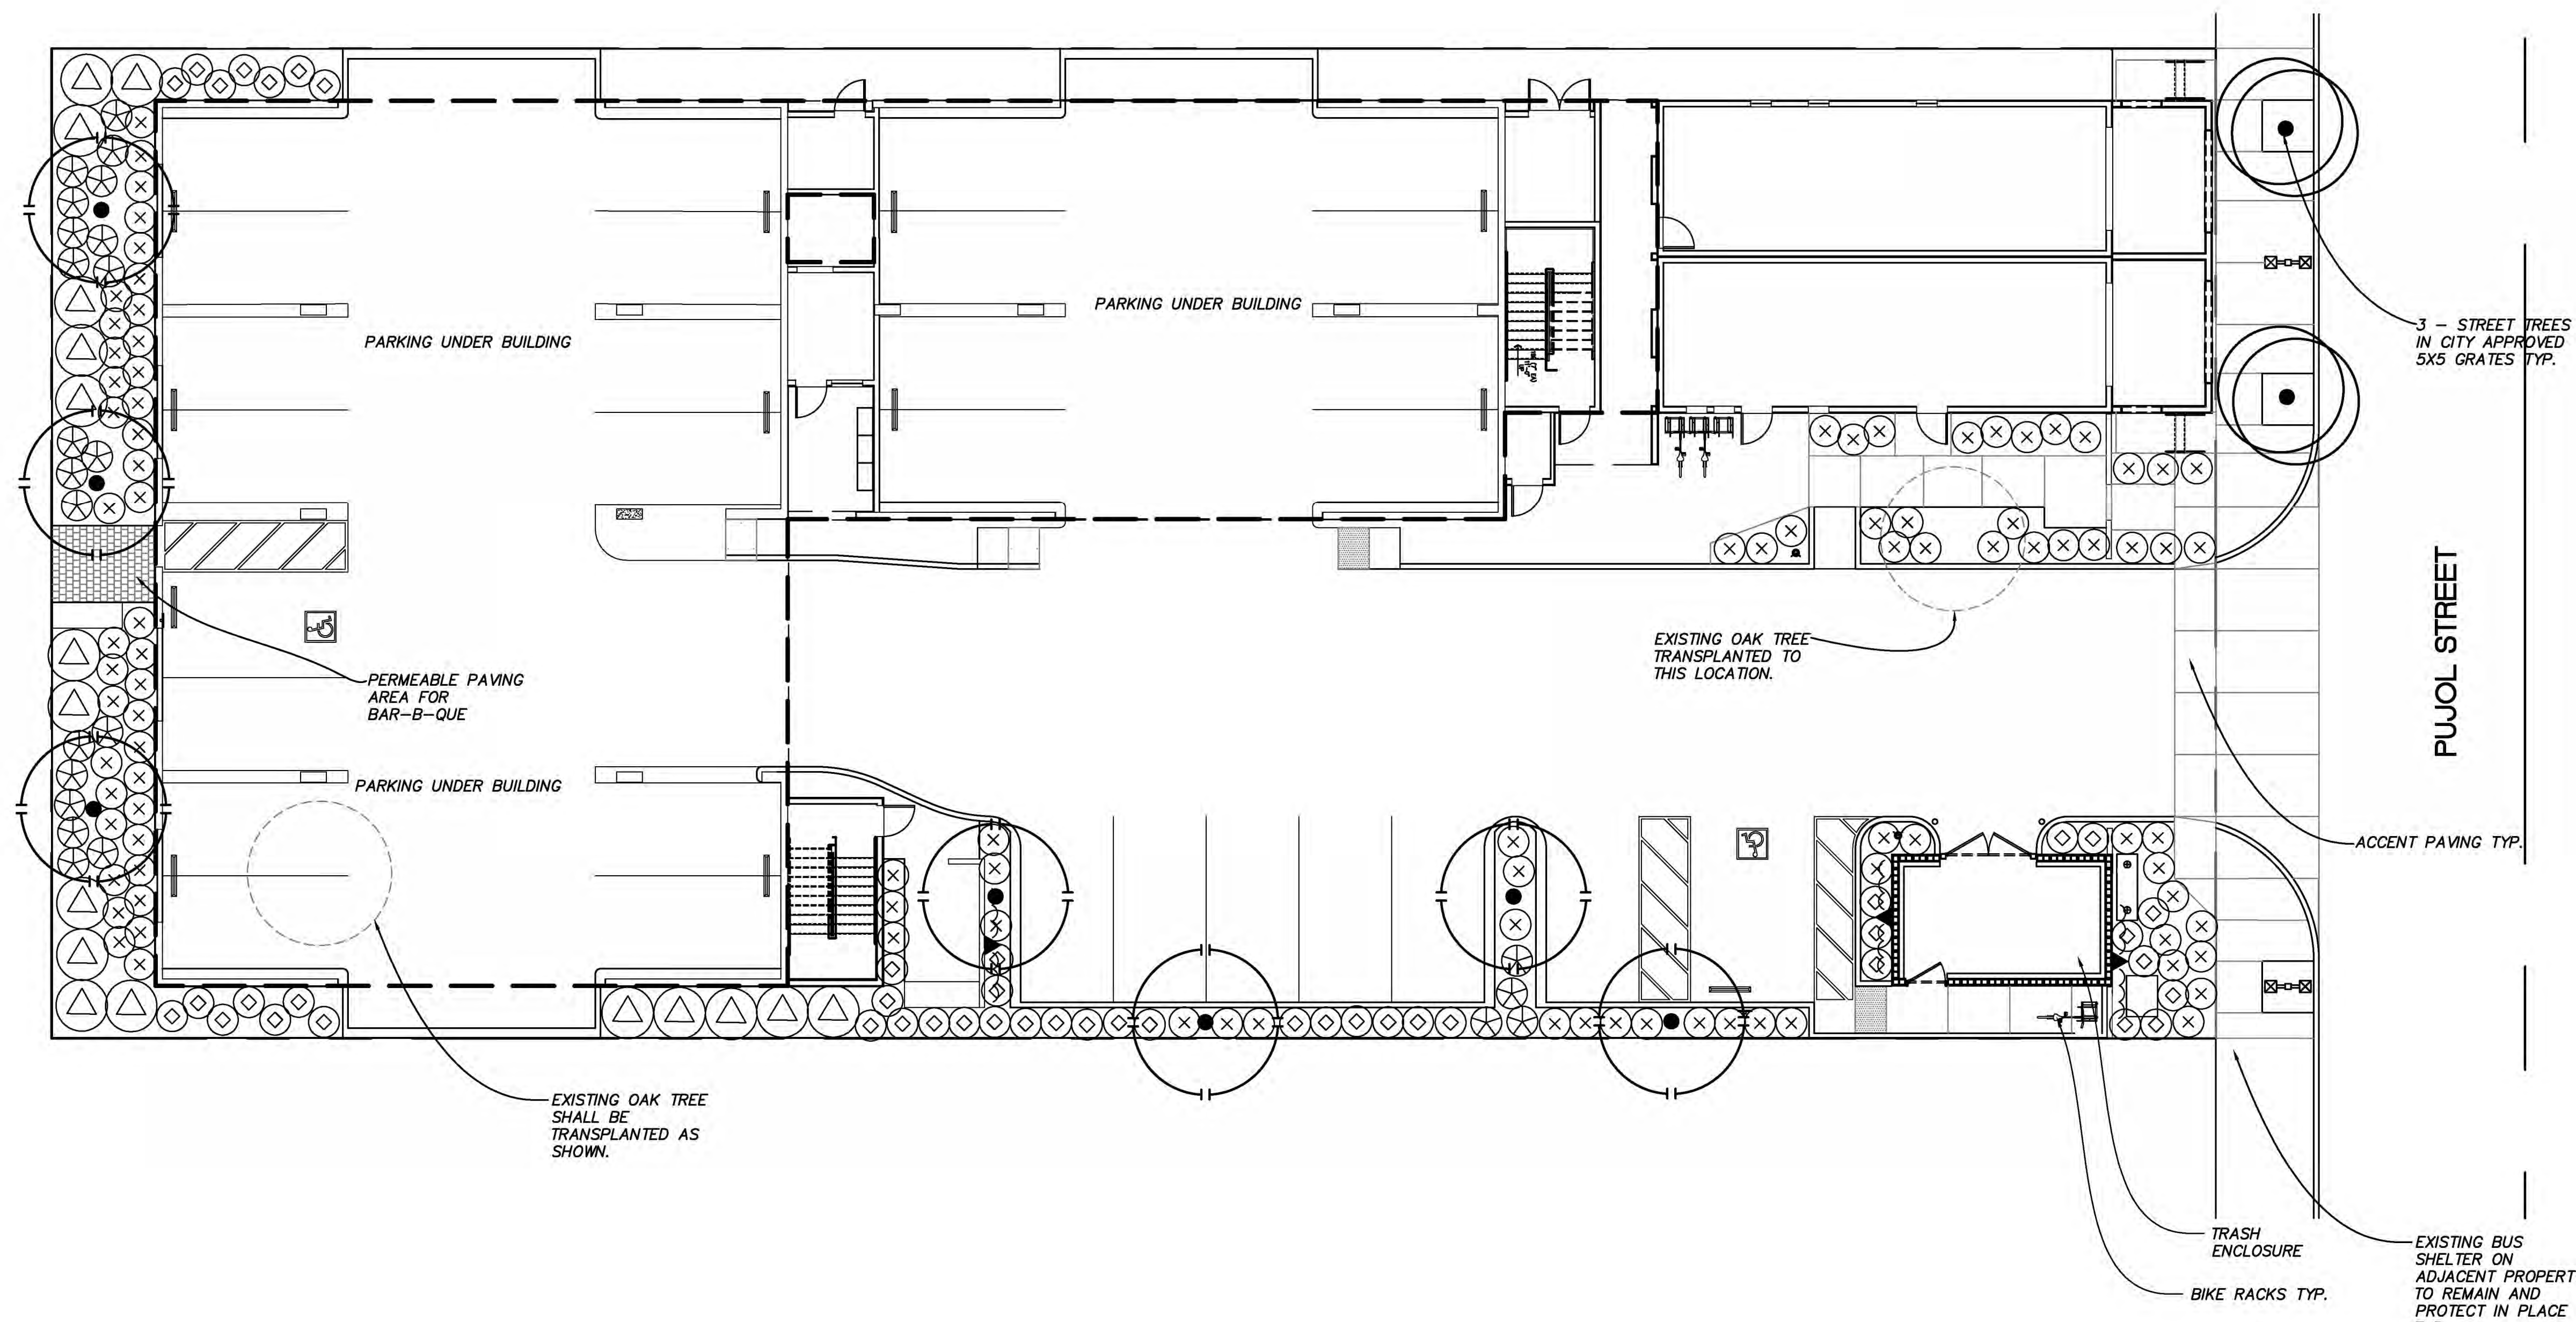 PARKING UNDER BUILDING
PARKING UNDER BUILDING
3 - STREET TREES
IN CITY APPROVED
5X5 GRATES TYP.
PERMEABLE PAVING
AREA FOR
BAR-B-QUE
EXISTING OAK TREE
TRANSPLANTED TO
THIS LOCATION.
PUJOL STREET
PARKING UNDER BUILDING
ACCENT PAVING TYP.
EXISTING OAK TREE
SHALL BE
TRANSPLANTED AS
SHOWN.
TRASH
ENCLOSURE
BIKE RACKS TYP.
EXISTING BUS
SHELTER ON
ADJACENT PROPERT
TO REMAIN AND
PROTECT IN PLACE